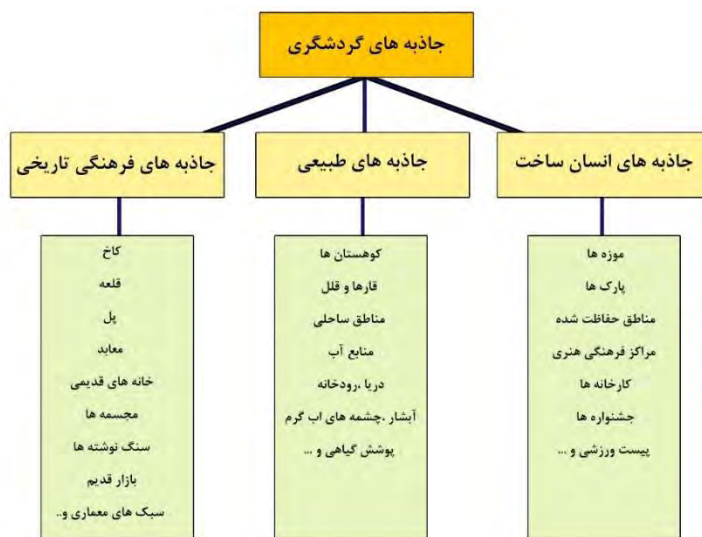 جاذبه های گردشگری
جاذبه های انسان ساخت
موزه ها
پارک ها
مناطق حفاظت شده
مراکز فرهنگی هنری
کارخانه ها
جشنواره ها
پیست ورزشی و ...
جاذبه های طبیعی
کوهستان ها
قارها و قلل
مناطق ساحلی
منابع آب
دریا ،رودخانه
آبشار ،چشمه های اب گرم
پوشش گیاهی و ...
جاذبه های فرهنگی تاریخی
کاخ
قلعه
پل
معابد
خانه های قدیمی
مجسمه ها
سنگ نوشته ها
بازار قدیم
سبک های معماری و..